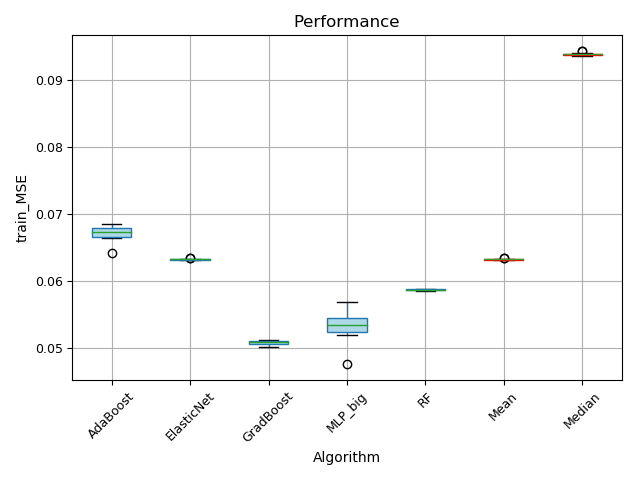 Performance
train_MSE
0.09
0.08
0.07
0.06
0.05
AdaBoost
ElasticNet
GradBoost
MLP_big
RF
Mean
Median
Algorithm